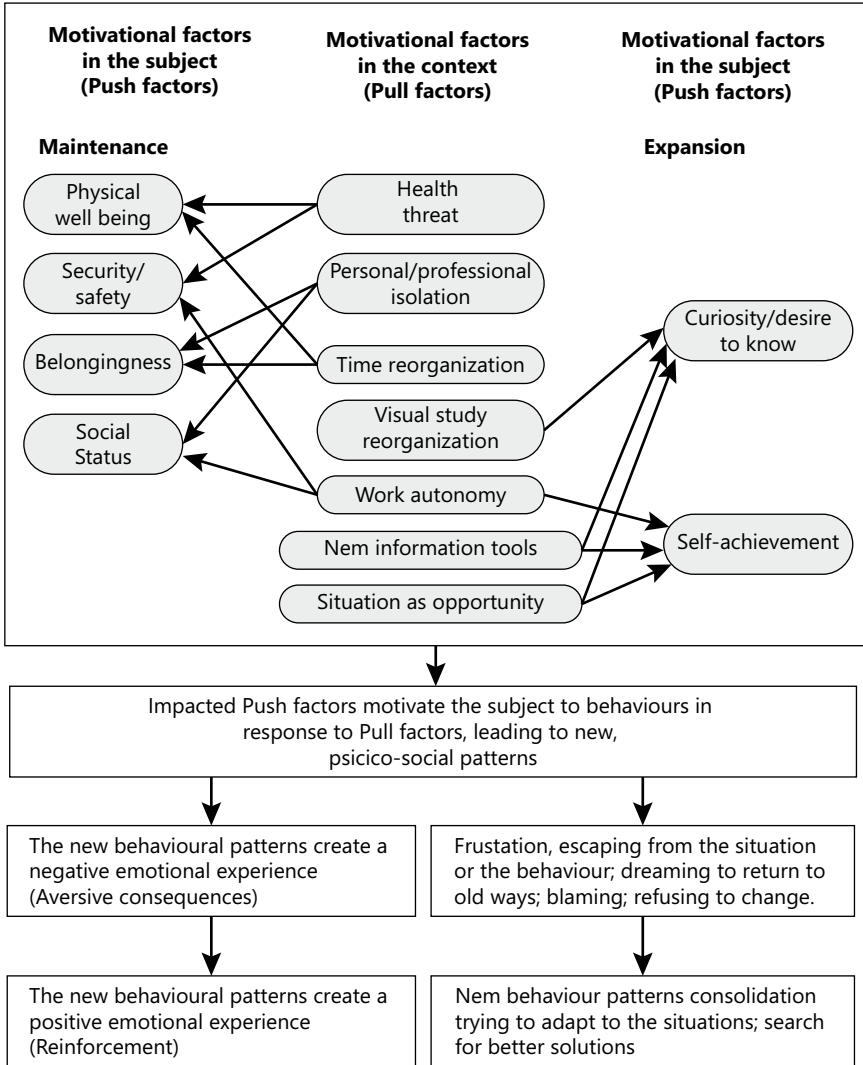 Motivational factors
in the subject
(Push factors)
Motivational factors
in the context
(Pull factors)
Motivational factors
in the subject
(Push factors)
Maintenance
Expansion
Physical
well being
Security/
safety
Belongingness
Social
Status
Health
threat
Personal/professional
isolation
Time reorganization
Visual study
reorganization
Work autonomy
Nem information tools
Situation as opportunity
Curiosity/desire
to know
Self-achievement
Impacted Push factors motivate the subject to behaviours in
response to Pull factors, leading to new,
psicico-social patterns
The new behavioural patterns create a
negative emotional experience
(Aversive consequences)
Frustation, escaping from the situation
or the behaviour; dreaming to return to
old ways; blaming; refusing to change.
The new behavioural patterns create a
positive emotional experience
(Reinforcement)
Nem behaviour patterns consolidation
trying to adapt to the situations; search
for better solutions